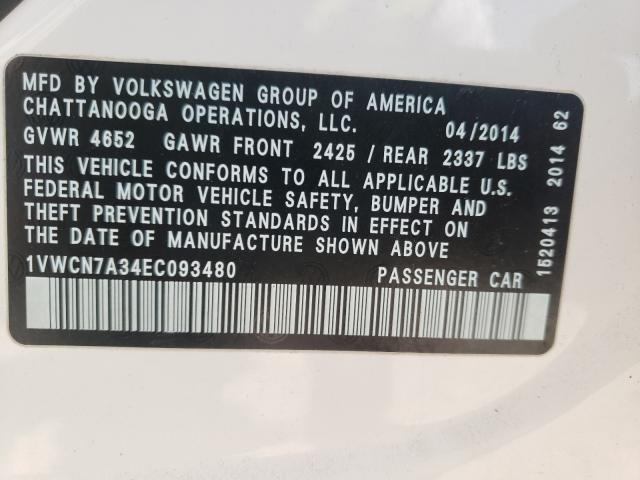 MFD BY VOLKSWAGEN GROUP OF AMERICA
CHATTANOOGA OPERATIONS, LLC. 04/2014
GVWR 4652 GAWR FRONT 2425 / REAR 2337 LBS
THIS VEHICLE CONFORMS TO ALL APPLICABLE U.S.
FEDERAL MOTOR VEHICLE SAFETY, BUMPER AND
THEFT PREVENTION STANDARDS IN EFFECT ON
THE DATE OF MANUFACTURE SHOWN ABOVE
1VWCN7A34EC093480 PASSENGER CAR
1520413 2014 62